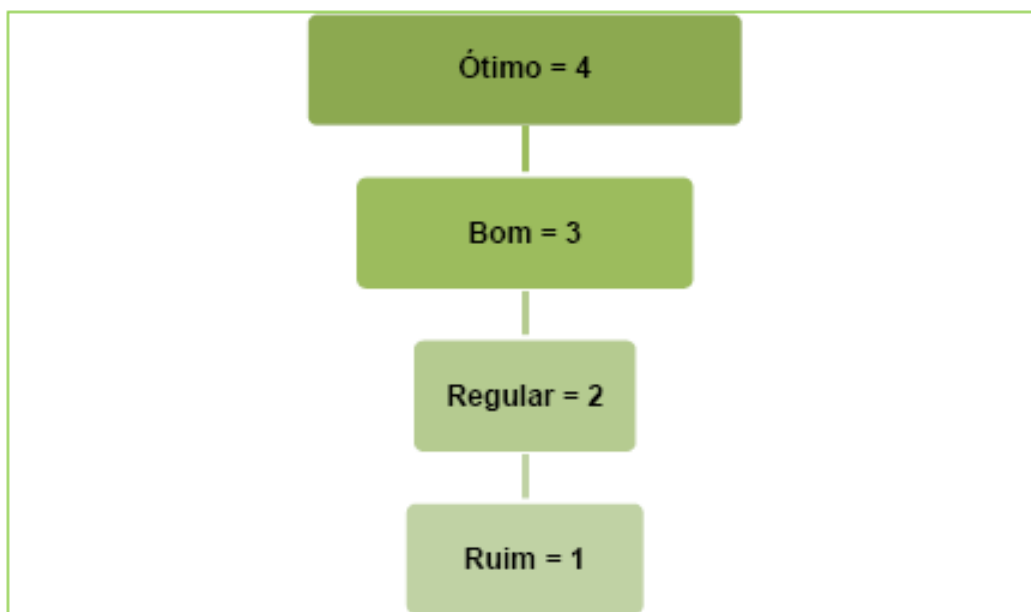 Ótimo = 4
Bom = 3
Regular = 2
Ruim = 1